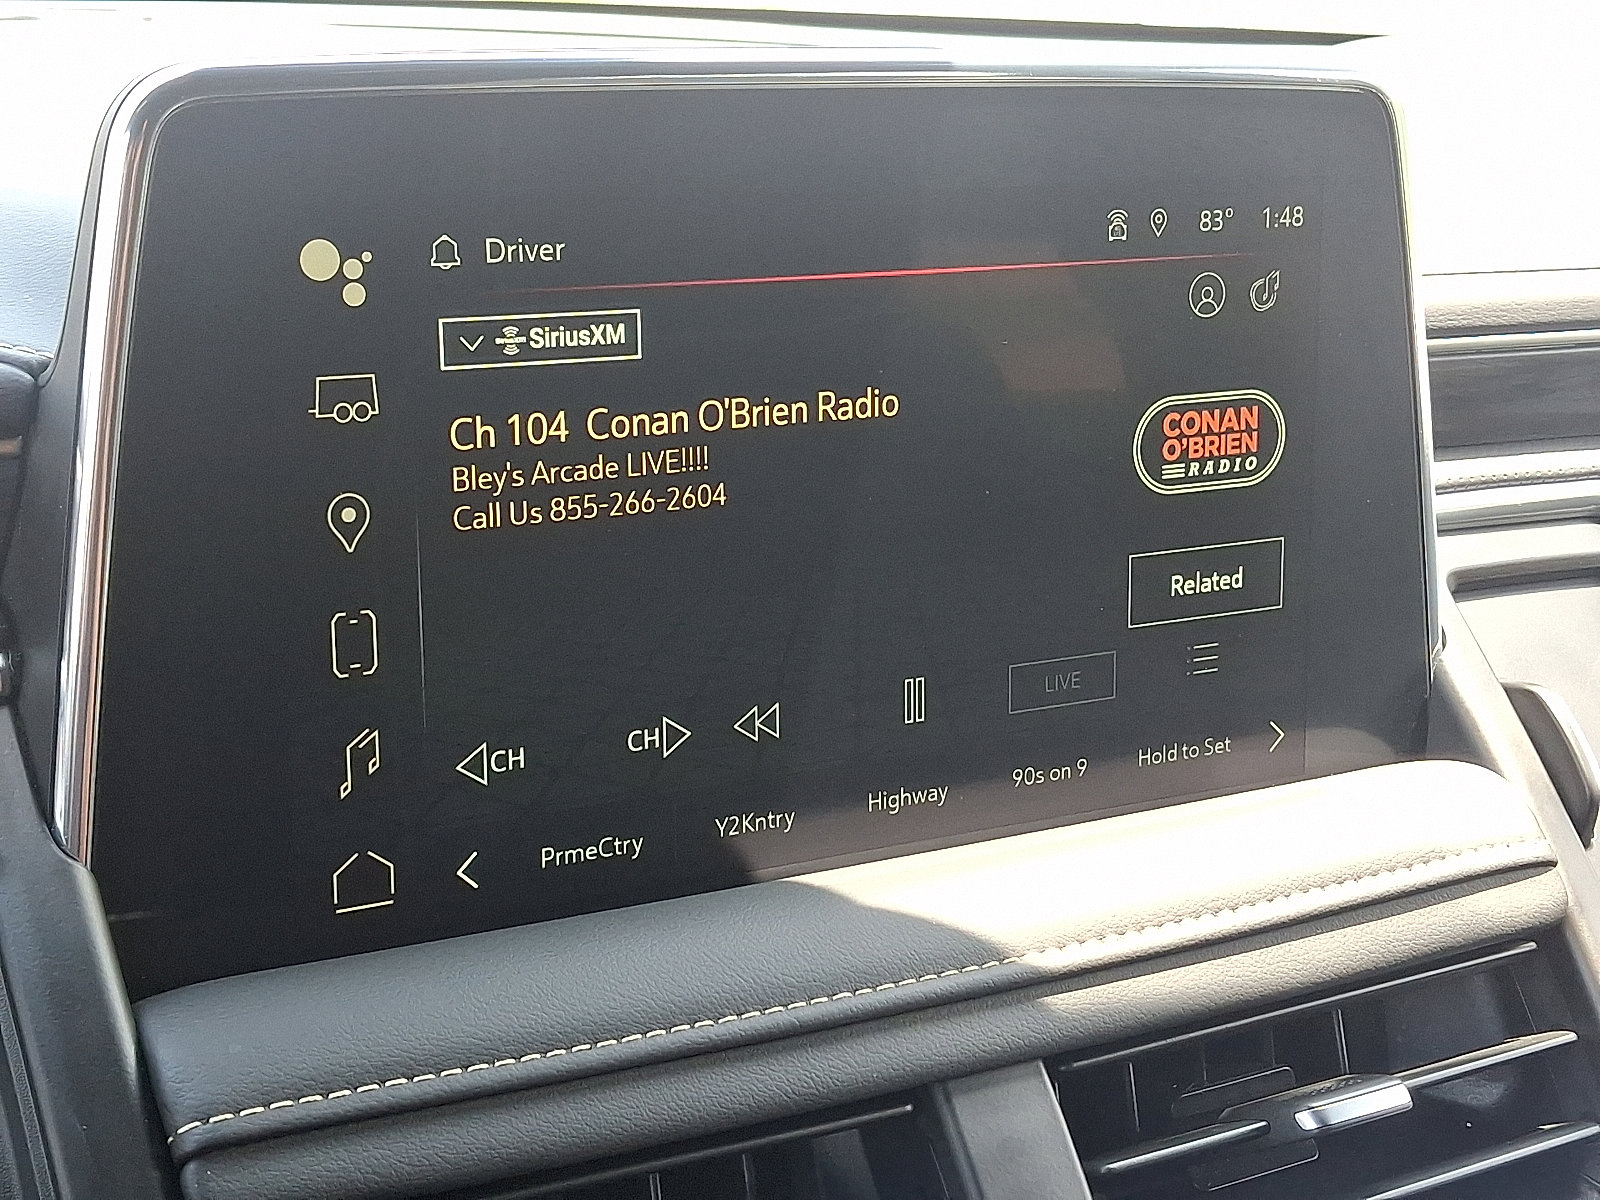 Driver
83° 1:48
SiriusXM
Ch 104 Conan O'Brien Radio
Bley's Arcade LIVE!!!!
Call Us 855-266-2604
CONAN
O'BRIEN
RADIO
Related
LIVE
CH
CH
PrmeCtry
Y2Kntry
Highway
90s on 9
Hold to Set